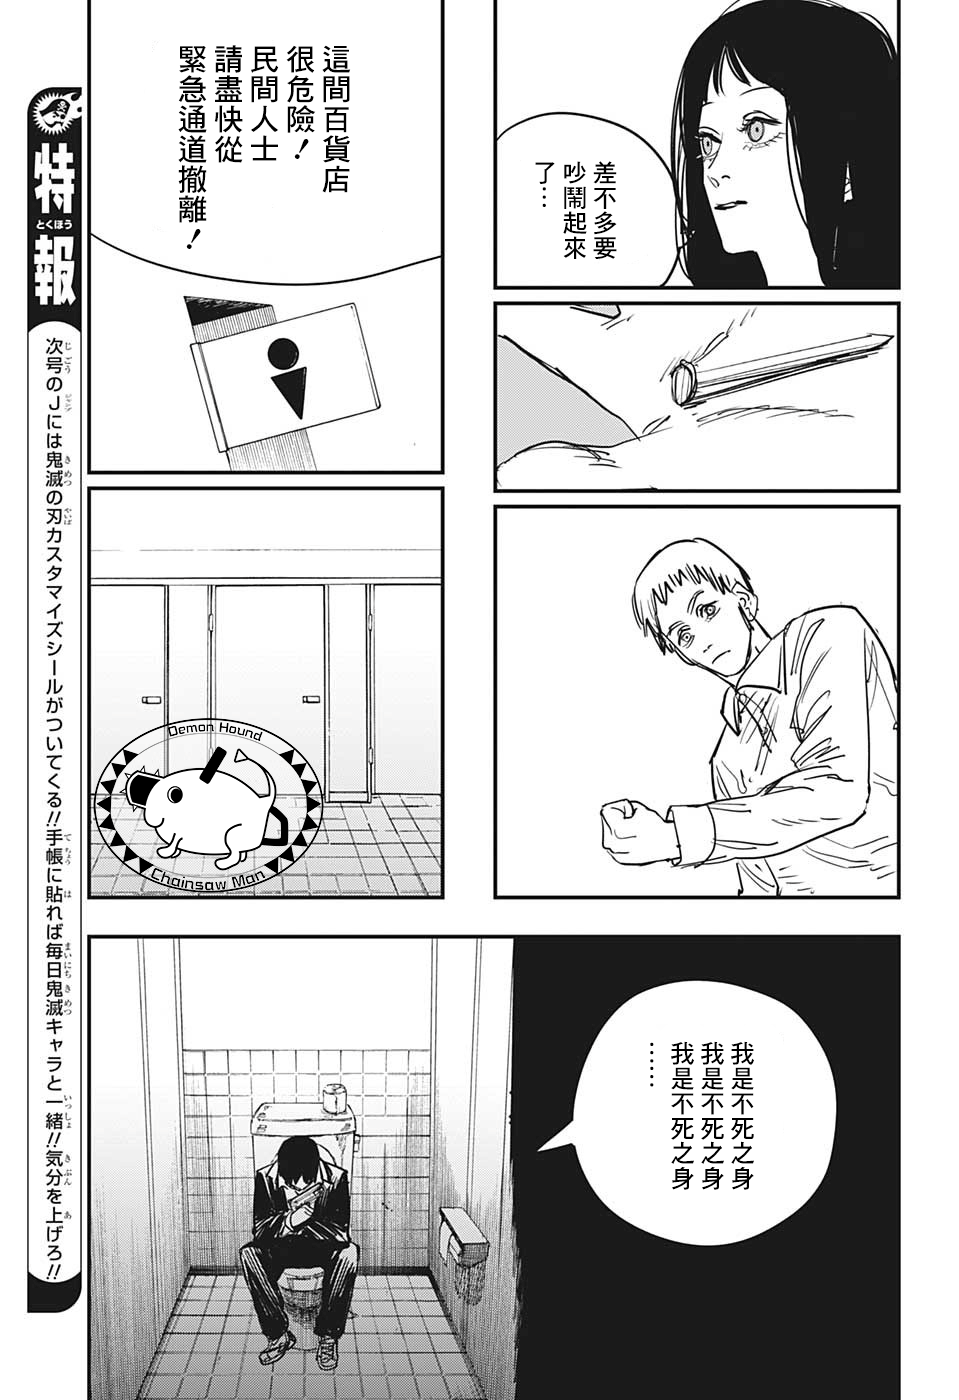 差不多要
吵鬧起來
了…
這間百貨店
很危險！
民間人士
請盡快從
緊急通道撤離！
Demon Hound
Chainsaw Man
我是不死之身
我是不死之身
我是不死之身
……
特報
とくほう
次号のJには鬼滅の刃カスタマイズシールがついてくる!!手帳に貼れば毎日鬼滅キャラと一緒!!気分を上げろ!!